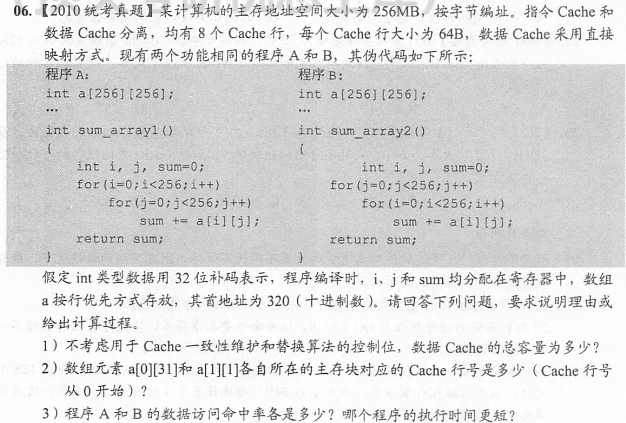 06.【2010 统考真题】某计算机的主存地址空间大小为 256MB，按字节编址。指令 Cache 和
数据 Cache 分离，均有 8 个 Cache 行，每个 Cache 行大小为 64B，数据 Cache 采用直接
映射方式。现有两个功能相同的程序 A 和 B，其伪代码如下所示：
程序 A: 程序 B:
int a[256][256]; int a[256][256];
… …
int sum_array1() int sum_array2()
{ {
int i, j, sum=0; int i, j, sum=0;
for(i=0;i<256;i++) for(j=0;j<256;j++)
for(j=0;j<256;j++) for(i=0;i<256;i++)
sum += a[i][j]; sum += a[i][j];
return sum; return sum;
} }
假定 int 类型数据用 32 位补码表示，程序编译时，i、j 和 sum 均分配在寄存器中，数组
a 按行优先方式存放，其首地址为 320（十进制数）。请回答下列问题，要求说明理由或
给出计算过程。
1）不考虑用于 Cache 一致性维护和替换算法的控制位，数据 Cache 的总容量为多少？
2）数组元素 a[0][31]和 a[1][1]各自所在的主存块对应的 Cache 行号是多少（Cache 行号
从 0 开始）？
3）程序 A 和 B 的数据访问命中率各是多少？哪个程序的执行时间更短？